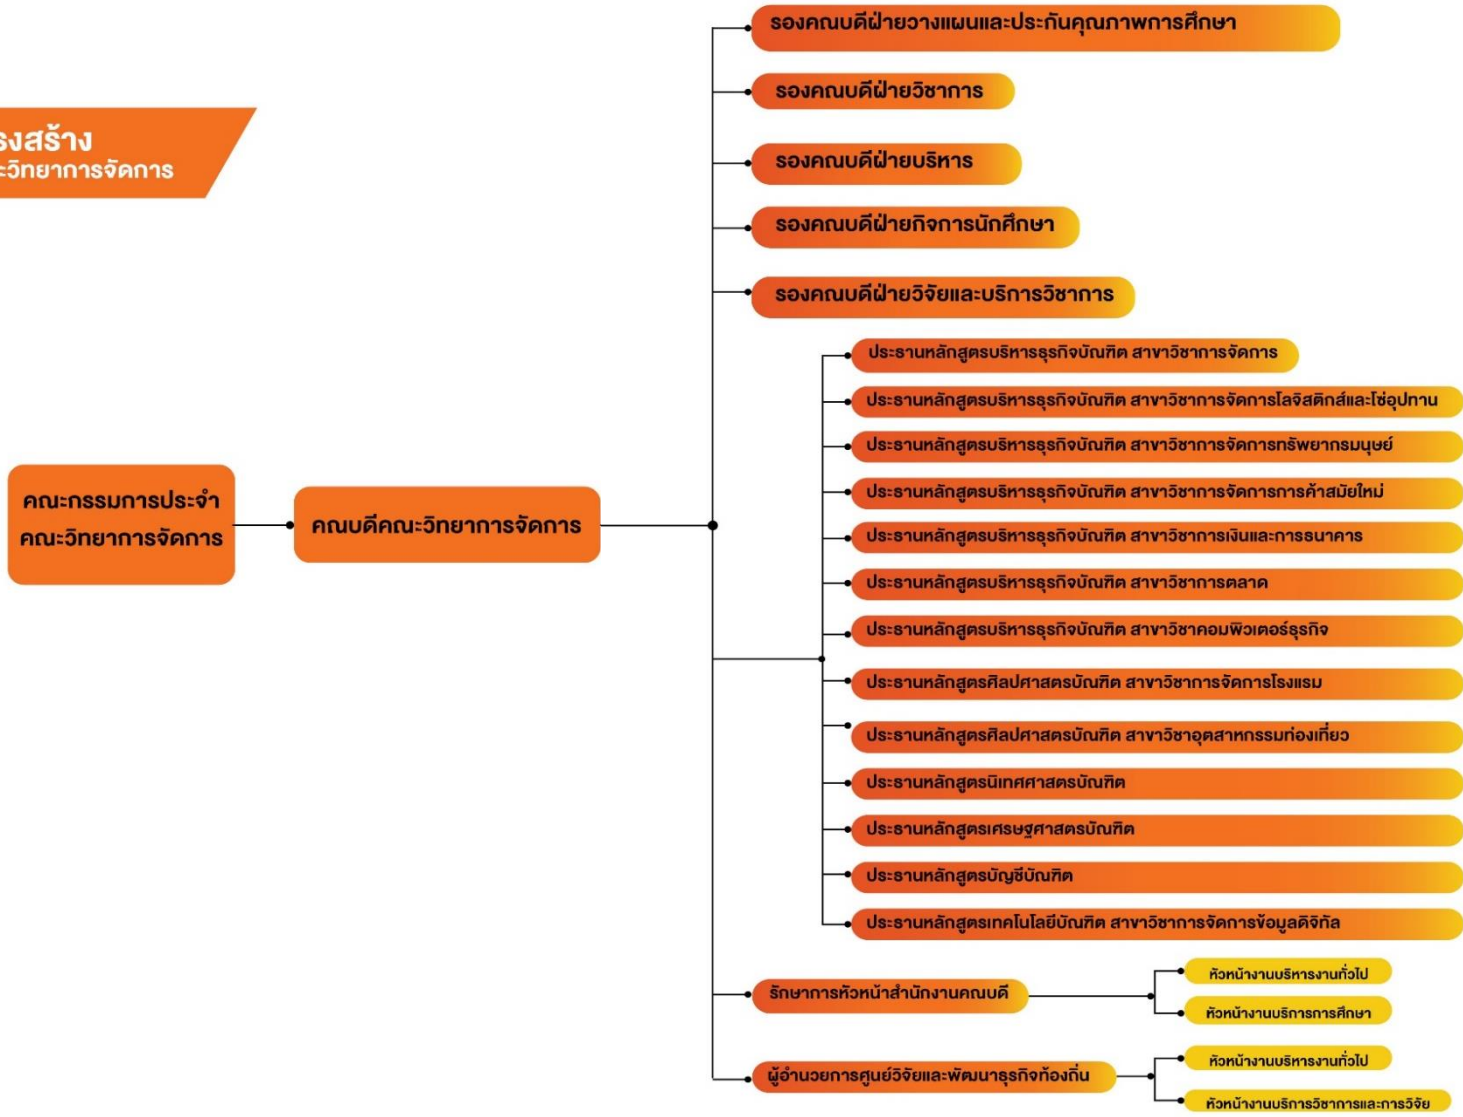 รงสร้าง
ะวิทยาการจัดการ
คณะกรรมการประจำ
คณะวิทยาการจัดการ
คณบดีคณะวิทยาการจัดการ
รองคณบดีฝ่ายวางแผนและประกันคุณภาพการศึกษา
รองคณบดีฝ่ายวิชาการ
รองคณบดีฝ่ายบริหาร
รองคณบดีฝ่ายกิจการนักศึกษา
รองคณบดีฝ่ายวิจัยและบริการวิชาการ
ประธานหลักสูตรบริหารธุรกิจบัณฑิต สาขาวิชาการจัดการ
ประธานหลักสูตรบริหารธุรกิจบัณฑิต สาขาวิชาการจัดการโลจิสติกส์และโซ่อุปทาน
ประธานหลักสูตรบริหารธุรกิจบัณฑิต สาขาวิชาการจัดการทรัพยากรมนุษย์
ประธานหลักสูตรบริหารธุรกิจบัณฑิต สาขาวิชาการจัดการการค้าสมัยใหม่
ประธานหลักสูตรบริหารธุรกิจบัณฑิต สาขาวิชาการเงินและการธนาคาร
ประธานหลักสูตรบริหารธุรกิจบัณฑิต สาขาวิชาการตลาด
ประธานหลักสูตรบริหารธุรกิจบัณฑิต สาขาวิชาคอมพิวเตอร์ธุรกิจ
ประธานหลักสูตรศิลปศาสตรบัณฑิต สาขาวิชาการจัดการโรงแรม
ประธานหลักสูตรศิลปศาสตรบัณฑิต สาขาวิชาอุตสาหกรรมท่องเที่ยว
ประธานหลักสูตรนิเทศศาสตรบัณฑิต
ประธานหลักสูตรเศรษฐศาสตรบัณฑิต
ประธานหลักสูตรบัญชีบัณฑิต
ประธานหลักสูตรเทคโนโลยีบัณฑิต สาขาวิชาการจัดการข้อมูลดิจิทัล
รักษาการหัวหน้าสำนักงานคณบดี
หัวหน้างานบริหารงานทั่วไป
หัวหน้างานบริการการศึกษา
ผู้อำนวยการศูนย์วิจัยและพัฒนาธุรกิจท้องถิ่น
หัวหน้างานบริหารงานทั่วไป
หัวหน้างานบริการวิชาการและการวิจัย